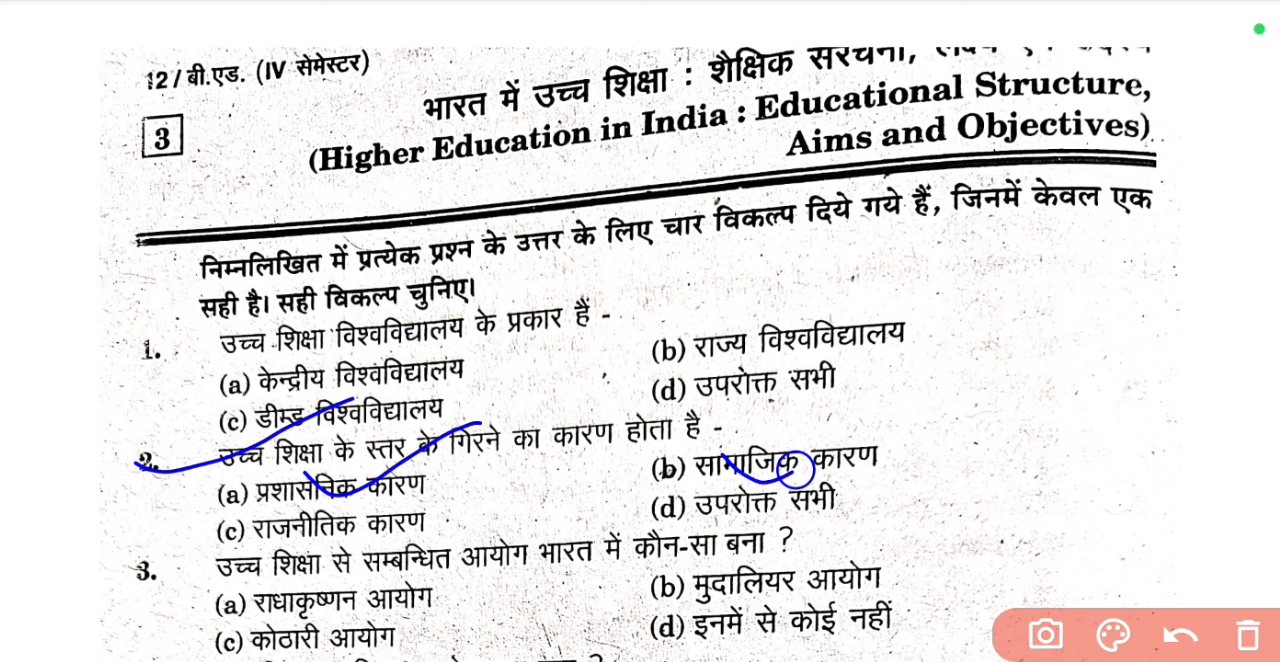 12 / बी.एड. (IV सेमेस्टर)
3
भारत में उच्च शिक्षा : शैक्षिक संरचना,
(Higher Education in India : Educational Structure,
Aims and Objectives)
निम्नलिखित में प्रत्येक प्रश्न के उत्तर के लिए चार विकल्प दिये गये हैं, जिनमें केवल एक
सही है। सही विकल्प चुनिए।
1. उच्च शिक्षा विश्वविद्यालय के प्रकार हैं -
(a) केन्द्रीय विश्वविद्यालय (b) राज्य विश्वविद्यालय
(c) डीम्ड विश्वविद्यालय (d) उपरोक्त सभी
2. उच्च शिक्षा के स्तर के गिरने का कारण होता है -
(a) प्रशासनिक कारण (b) सामाजिक कारण
(c) राजनीतिक कारण (d) उपरोक्त सभी
3. उच्च शिक्षा से सम्बन्धित आयोग भारत में कौन-सा बना ?
(a) राधाकृष्णन आयोग (b) मुदालियर आयोग
(c) कोठारी आयोग (d) इनमें से कोई नहीं